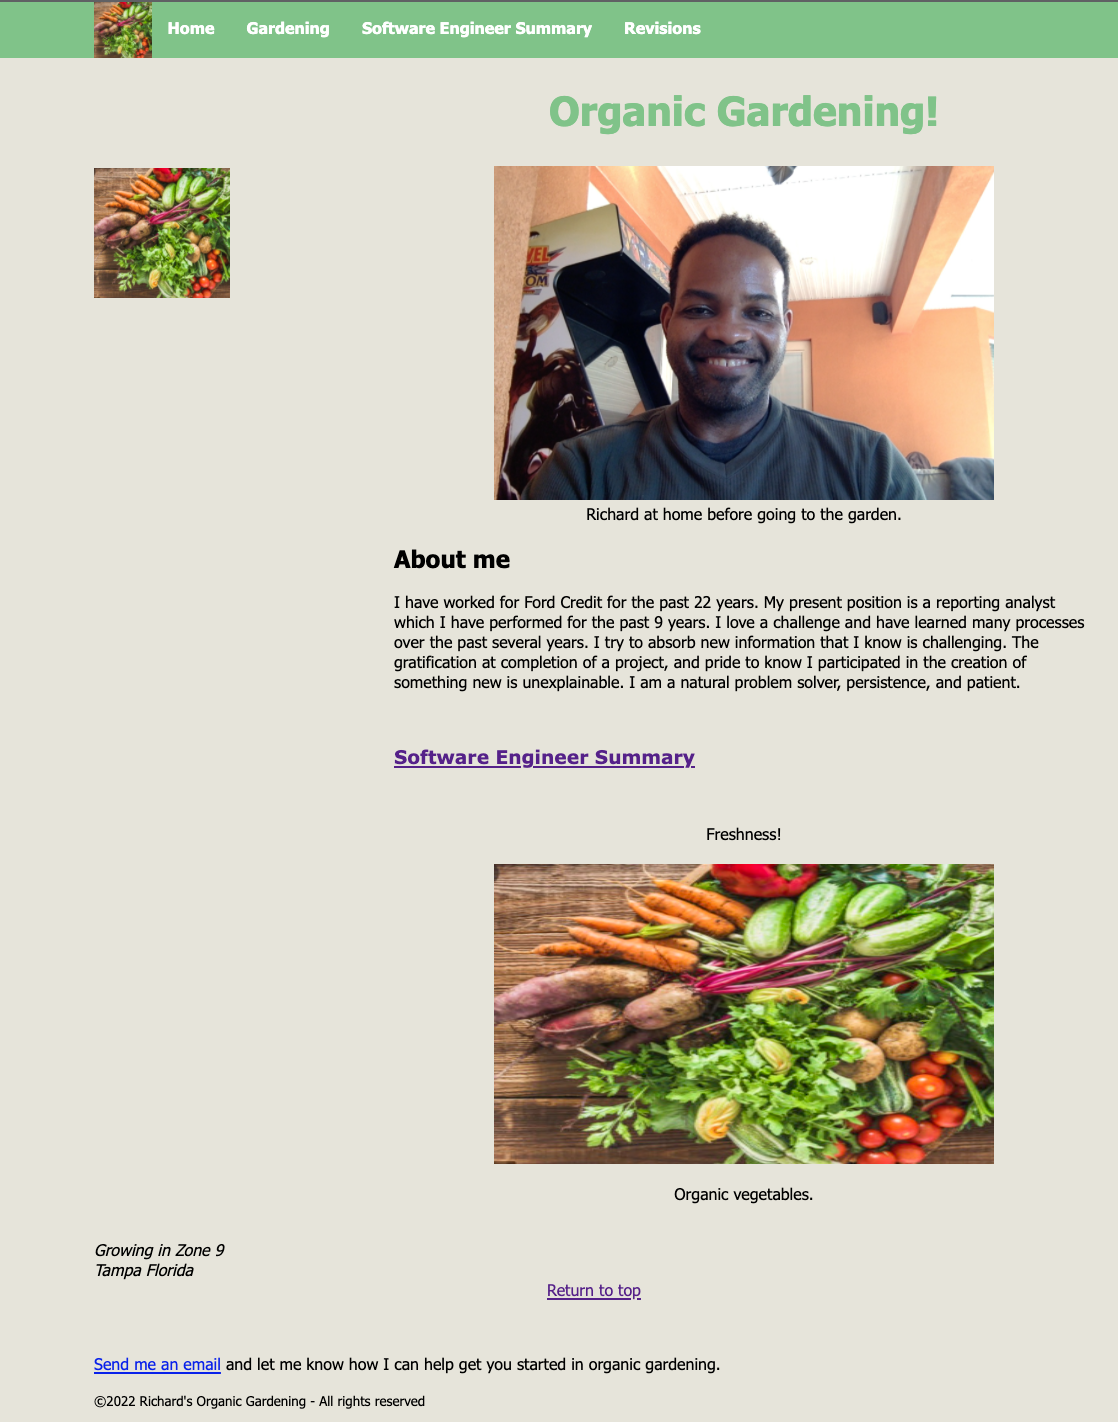 Home Gardening Software Engineer Summary Revisions
Organic Gardening!
Richard at home before going to the garden.
About me
I have worked for Ford Credit for the past 22 years. My present position is a reporting analyst
which I have performed for the past 9 years. I love a challenge and have learned many processes
over the past several years. I try to absorb new information that I know is challenging. The
gratification at completion of a project, and pride to know I participated in the creation of
something new is unexplainable. I am a natural problem solver, persistence, and patient.
Software Engineer Summary
Freshness!
Organic vegetables.
Growing in Zone 9
Tampa Florida
Return to top
Send me an email and let me know how I can help get you started in organic gardening.
©2022 Richard's Organic Gardening - All rights reserved